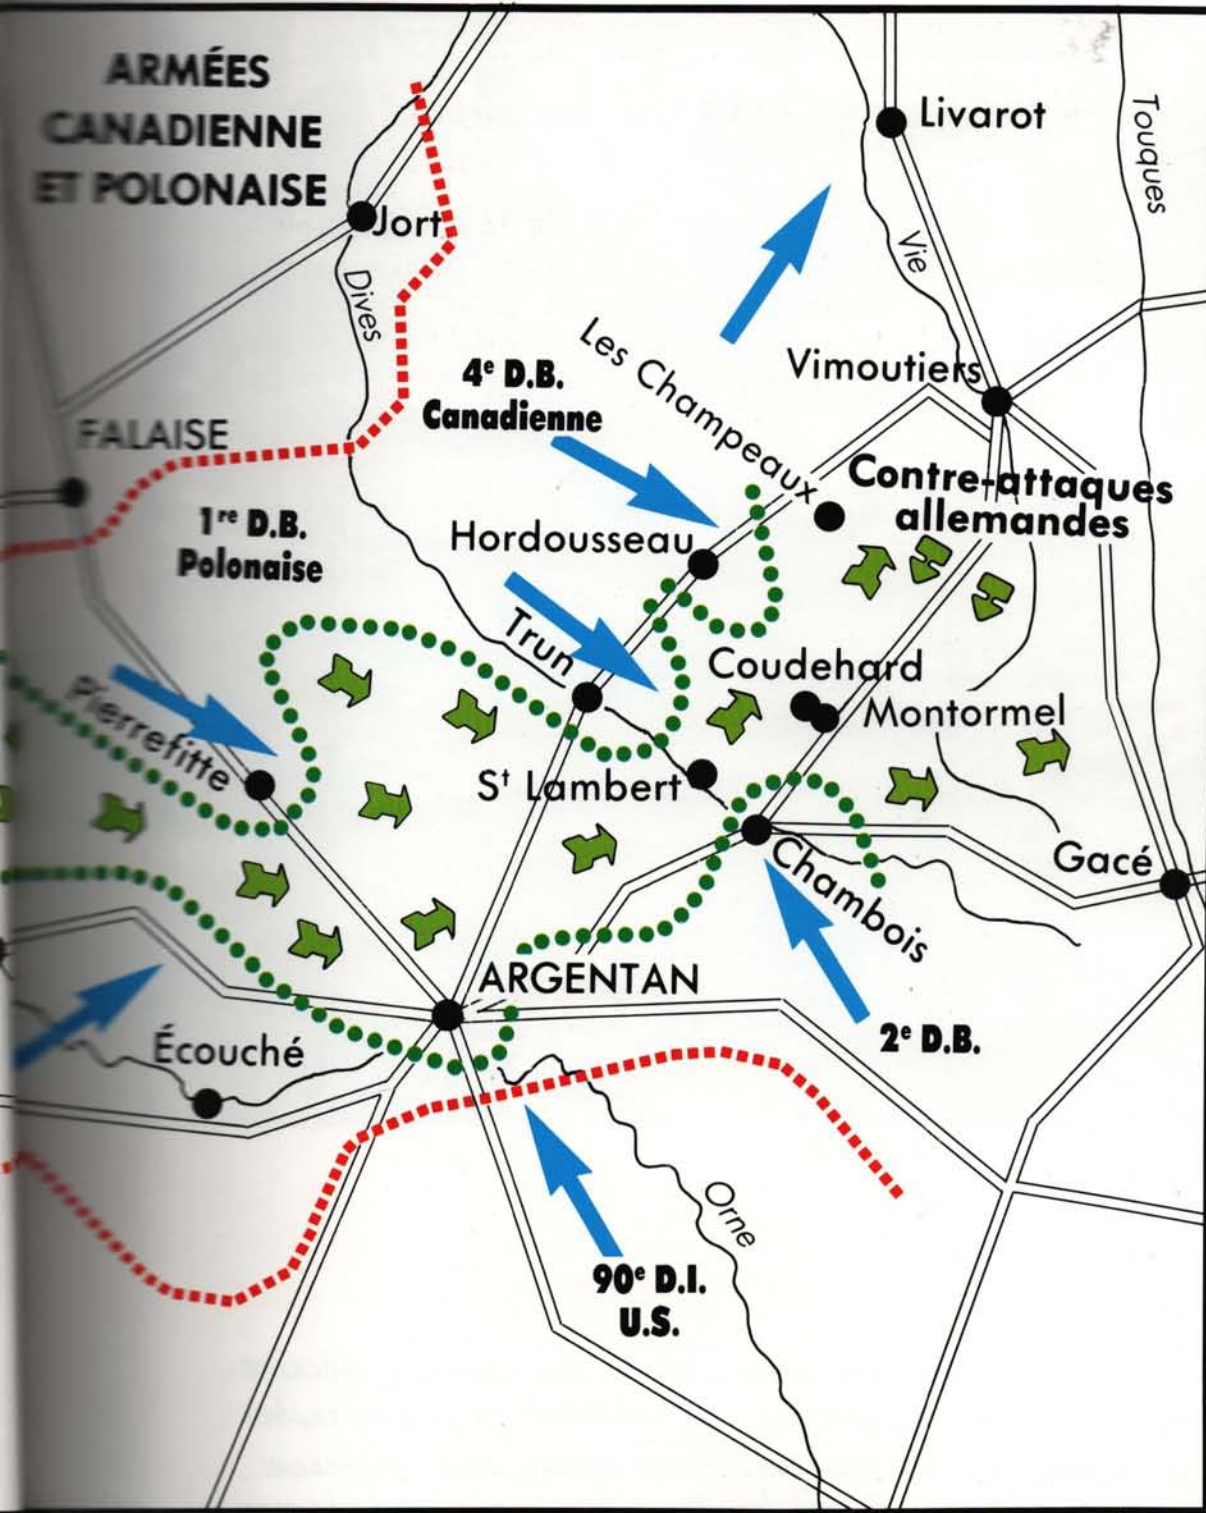 ARMÉES
CANADIENNE
ET POLONAISE
Livarot
Touques
Jort
Vie
Dives
Les Champeaux
Vimoutiers
4e D.B.
Canadienne
FALAISE
Contre-attaques
allemandes
1re D.B.
Polonaise
Hordousseau
Trun
Coudehard
Montormel
Pierrefitte
St Lambert
Chambois
Gacé
ARGENTAN
2e D.B.
Écouché
Orne
90e D.I.
U.S.